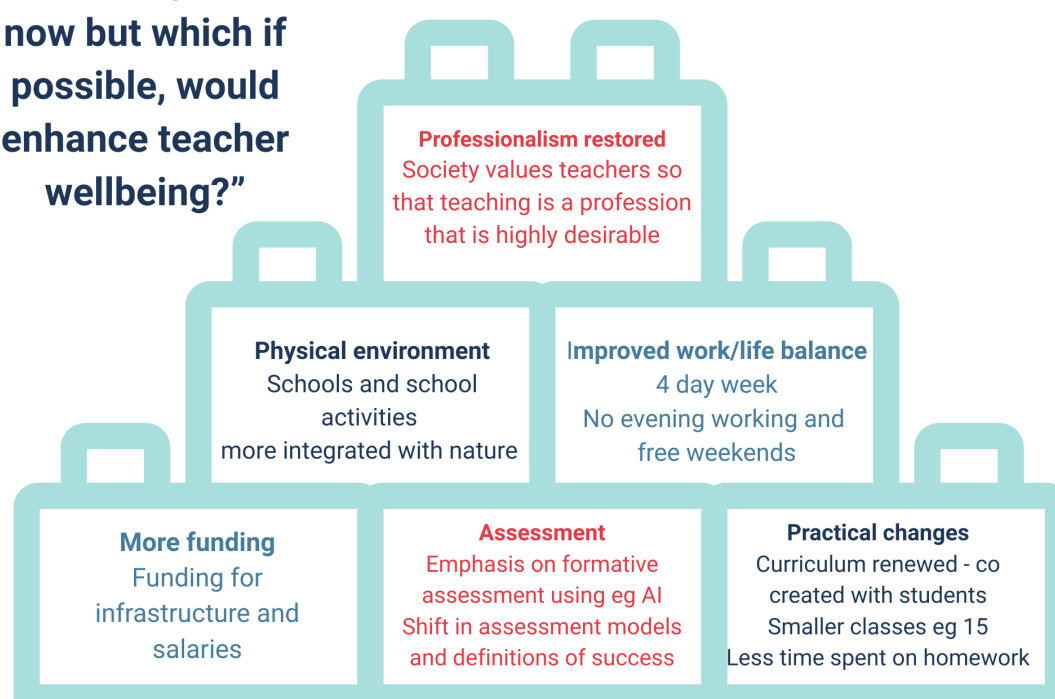 now but which if
possible, would
enhance teacher
wellbeing?”
Professionalism restored
Society values teachers so
that teaching is a profession
that is highly desirable
Physical environment
Schools and school
activities
more integrated with nature
Improved work/life balance
4 day week
No evening working and
free weekends
More funding
Funding for
infrastructure and
salaries
Assessment
Emphasis on formative
assessment using eg AI
Shift in assessment models
and definitions of success
Practical changes
Curriculum renewed - co
created with students
Smaller classes eg 15
Less time spent on homework